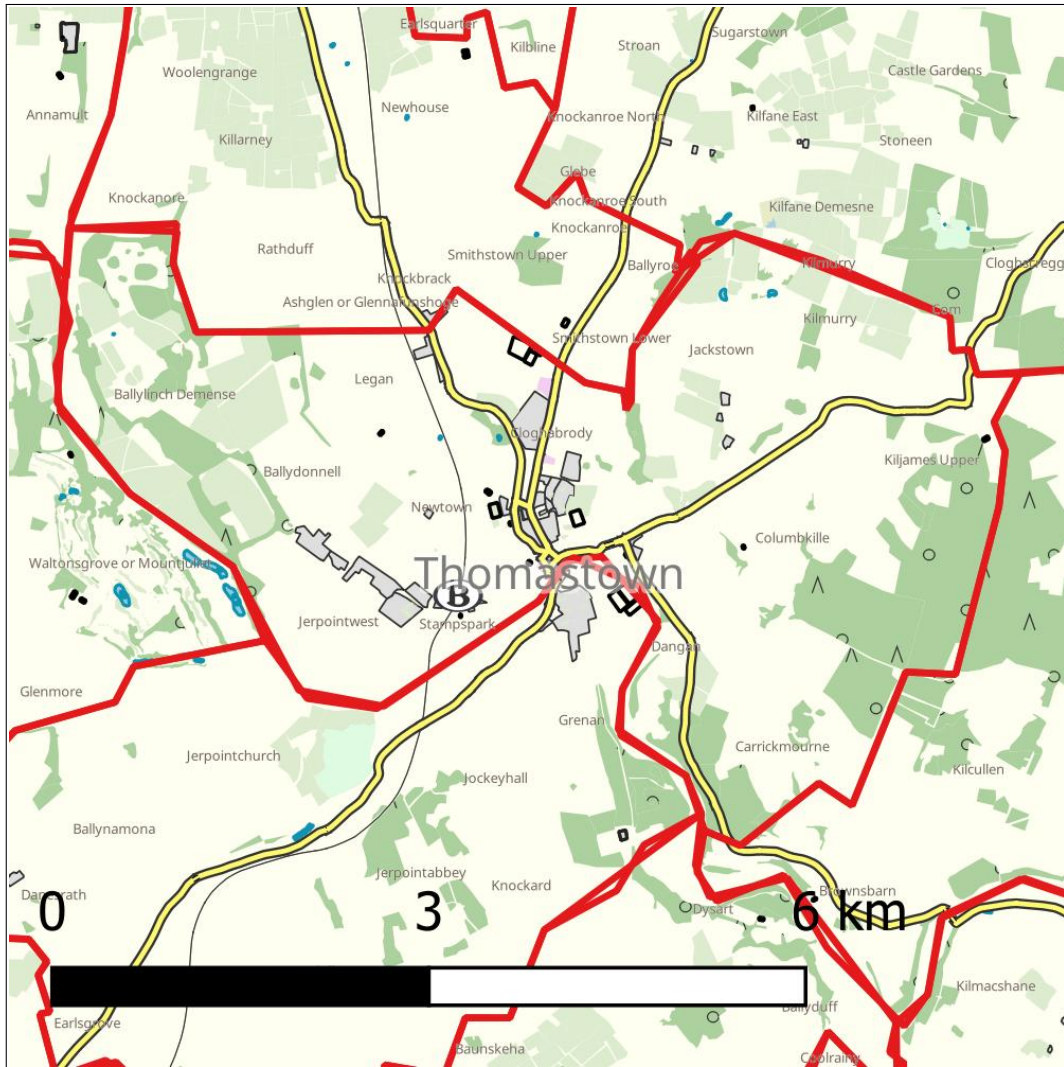 Earlsquarter
Sugarstown
Kilbline
Stroan
Woolengrange
Castle Gardens
Annamult
Newhouse
Knockanroe North
Kilfane East
Killarney
Stoneen
Glebe
Knockanore
Knockanroe South
Kilfane Demesne
Knockanroe
Rathduff
Smithstown Upper
Ballyroe
Kilmurry
Knockbrack
Ashglen or Glennafunshoge
Kilmurry
Smithstown Lower
Jackstown
Legan
Ballylinch Demense
Cloghabrody
Kiljames Upper
Ballydonnell
Newtown
Columbkille
Waltonsgrove or Mountjuliet
Thomastown
B
Jerpointwest
Stampspark
Dangan
Glenmore
Grenan
Jerpointchurch
Carrickmourne
Kilcullen
Jockeyhall
Ballynamona
Jerpointabbey
Knockard
Brownsbarn
Danesrath
Dysart
0 3 6 km
Kilmacshane
Ballyduff
Earlsgrove
Baunskeha
Coolrainy